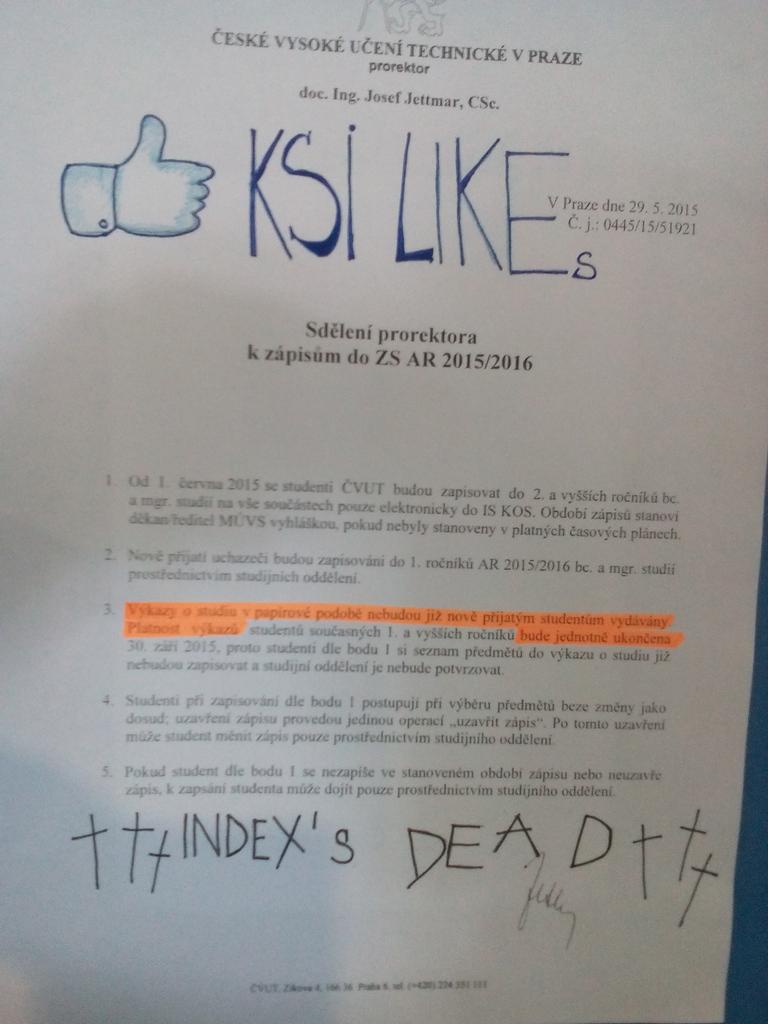 ČESKÉ VYSOKÉ UČENÍ TECHNICKÉ V PRAZE
prorektor
doc. Ing. Josef Jettmar, CSc.
KSi LIKEs
V Praze dne 29. 5. 2015
Č. j.: 0445/15/51921
Sdělení prorektora
k zápisům do ZS AR 2015/2016
1. Od 1. června 2015 se studenti ČVUT budou zapisovat do 2. a vyšších ročníků bc.
a mgr. studií na vše součástech pouze elektronicky do IS KOS. Období zápisů stanoví
děkan/ředitel MÚVS vyhláškou, pokud nebyly stanoveny v platných časových plánech.
2. Nově přijatí uchazeči budou zapisováni do 1. ročníků AR 2015/2016 bc. a mgr. studií
prostřednictvím studijních oddělení.
3. Výkazy o studiu v papírové podobě nebudou již nově přijatým studentům vydávány.
Platnost výkazů studentů současných 1. a vyšších ročníků bude jednotně ukončena
30. září 2015, proto studenti dle bodu 1 si seznam předmětů do výkazu o studiu již
nebudou zapisovat a studijní oddělení je nebude potvrzovat.
4. Studenti při zapisování dle bodu 1 postupují při výběru předmětů beze změny jako
dosud; uzavření zápisu provedou jedinou operací „uzavřít zápis“. Po tomto uzavření
může student měnit zápis pouze prostřednictvím studijního oddělení.
5. Pokud student dle bodu 1 se nezapíše ve stanoveném období zápisu nebo neuzavře
zápis, k zapsání studenta může dojít pouze prostřednictvím studijního oddělení.
††† INDEX's DEAD †††
ČVUT, Zikova 4, 166 36 Praha 6, tel. (+420) 224 351 111